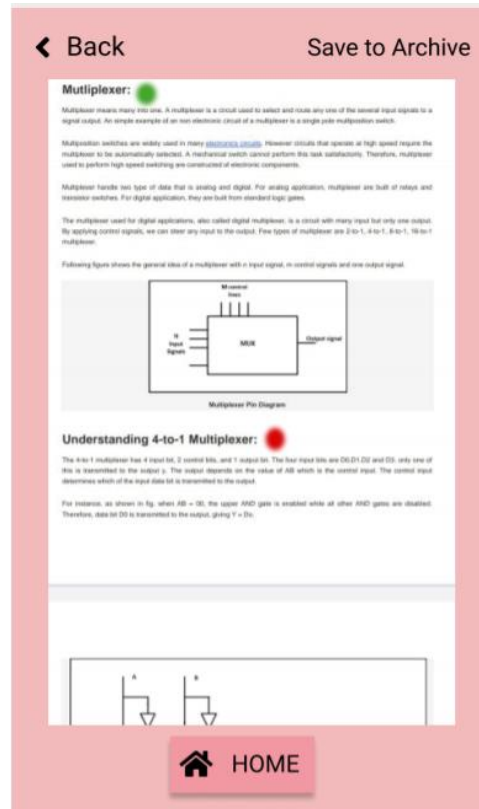 Back
Save to Archive
Mutliplexer:
Multiplexer means many into one. A multiplexer is a circuit used to select and route any one of the several input signals to a
signal output. An simple example of an non electronic circuit of a multiplexer is a single pole multiposition switch.
Multiposition switches are widely used in many electronics circuits. However circuits that operate at high speed require the
multiplexer to be automatically selected. A mechanical switch cannot perform this task satisfactorily. Therefore, multiplexer
used to perform high speed switching are constructed of electronic components.
Multiplexer handle two type of data that is analog and digital. For analog application, multiplexer are built of relays and
transistor switches. For digital application, they are built from standard logic gates.
The multiplexer used for digital applications, also called digital multiplexer, is a circuit with many input but only one output.
By applying control signals, we can steer any input to the output. Few types of multiplexer are 2-to-1, 4-to-1, 8-to-1, 16-to-1
multiplexer.
Following figure shows the general idea of a multiplexer with n input signal, m control signals and one output signal.
M control
lines
N
Input
Signals
MUX
Output signal
Multiplexer Pin Diagram
Understanding 4-to-1 Multiplexer:
The 4-to-1 multiplexer has 4 input bit, 2 control bits, and 1 output bit. The four input bits are D0,D1,D2 and D3. only one of
this is transmitted to the output y. The output depends on the value of AB which is the control input. The control input
determines which of the input data bit is transmitted to the output.
For instance, as shown in fig. when AB = 00, the upper AND gate is enabled while all other AND gates are disabled.
Therefore, data bit D0 is transmitted to the output, giving Y = Do.
A
B
HOME